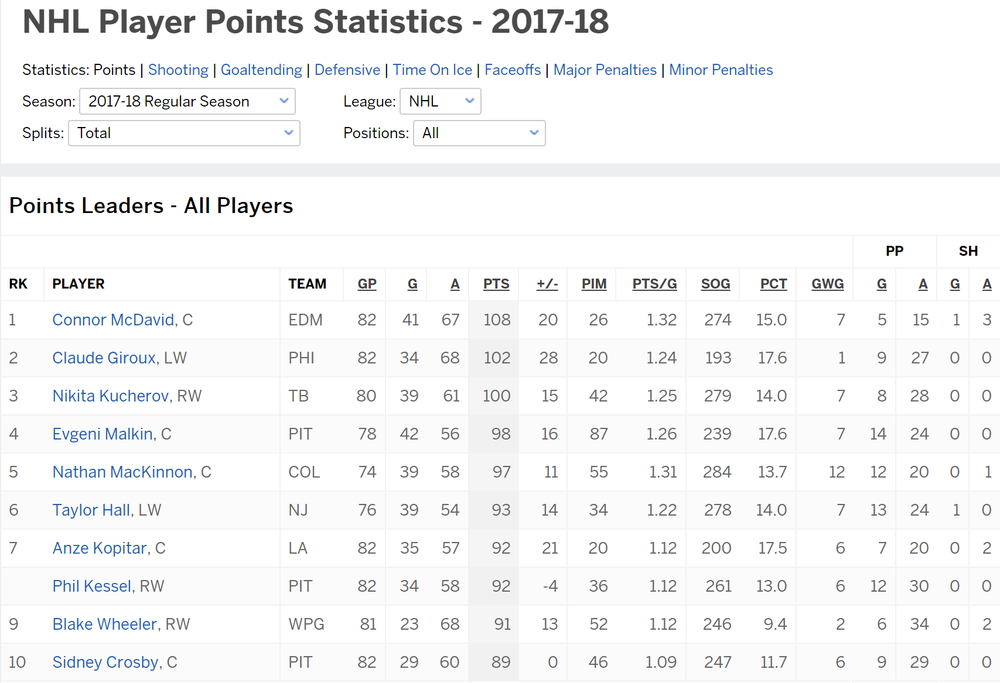 NHL Player Points Statistics - 2017-18
Statistics: Points | Shooting | Goaltending | Defensive | Time On Ice | Faceoffs | Major Penalties | Minor Penalties
Season: 2017-18 Regular Season League: NHL
Splits: Total Positions: All
Points Leaders - All Players
PP SH
RK PLAYER TEAM GP G A PTS +/- PIM PTS/G SOG PCT GWG G A G A
1 Connor McDavid, C EDM 82 41 67 108 20 26 1.32 274 15.0 7 5 15 1 3
2 Claude Giroux, LW PHI 82 34 68 102 28 20 1.24 193 17.6 1 9 27 0 0
3 Nikita Kucherov, RW TB 80 39 61 100 15 42 1.25 279 14.0 7 8 28 0 0
4 Evgeni Malkin, C PIT 78 42 56 98 16 87 1.26 239 17.6 7 14 24 0 0
5 Nathan MacKinnon, C COL 74 39 58 97 11 55 1.31 284 13.7 12 12 20 0 1
6 Taylor Hall, LW NJ 76 39 54 93 14 34 1.22 278 14.0 7 13 24 1 0
7 Anze Kopitar, C LA 82 35 57 92 21 20 1.12 200 17.5 6 7 20 0 2
Phil Kessel, RW PIT 82 34 58 92 -4 36 1.12 261 13.0 6 12 30 0 0
9 Blake Wheeler, RW WPG 81 23 68 91 13 52 1.12 246 9.4 2 6 34 0 2
10 Sidney Crosby, C PIT 82 29 60 89 0 46 1.09 247 11.7 6 9 29 0 0